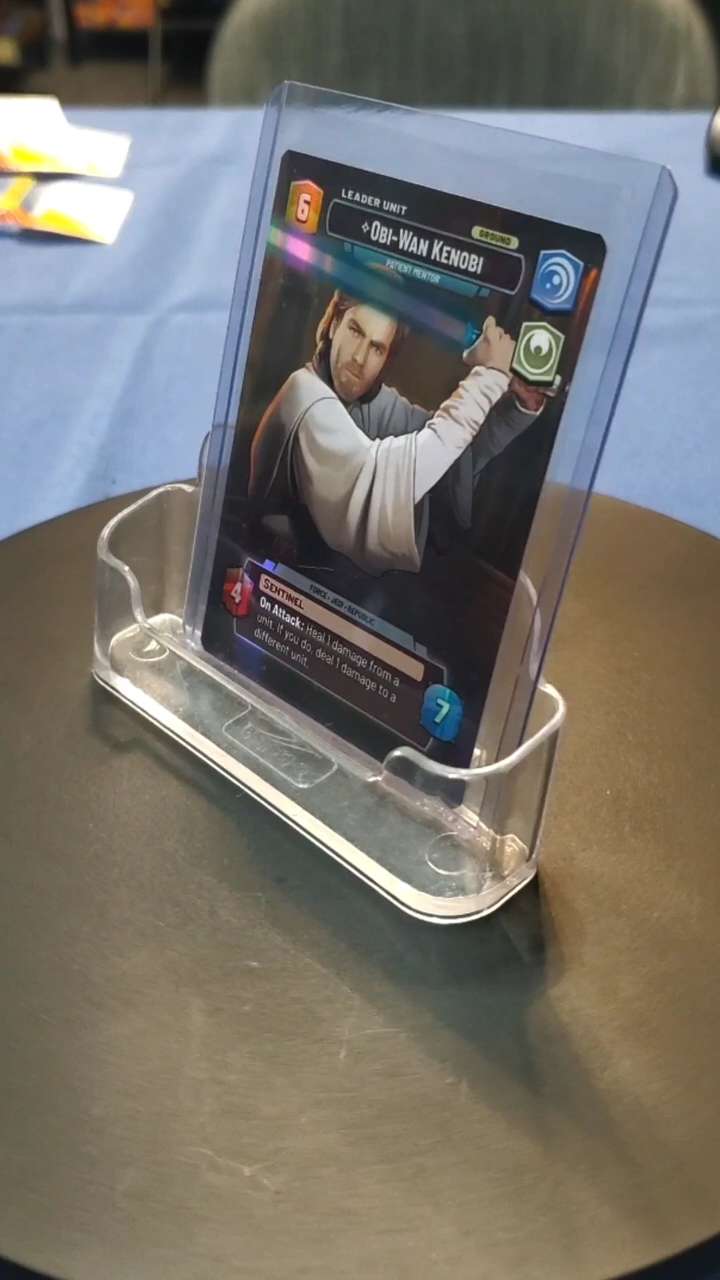 6
LEADER UNIT
GROUND
✧OBI-WAN KENOBI
PATIENT MENTOR
FORCE • JEDI • REPUBLIC
4
SENTINEL
On Attack: Heal 1 damage from a
unit. If you do, deal 1 damage to a
different unit.
7